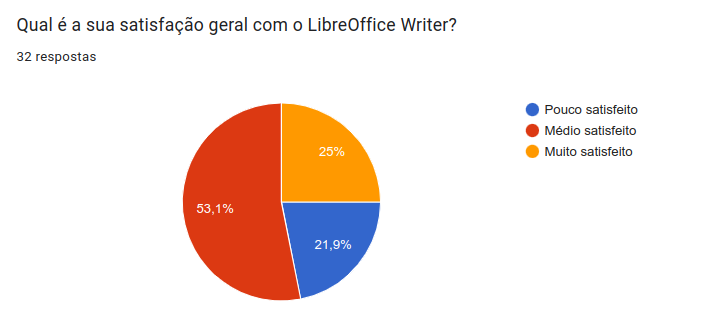 Qual é a sua satisfação geral com o LibreOffice Writer?
32 respostas
25%
53,1%
21,9%
Pouco satisfeito
Médio satisfeito
Muito satisfeito